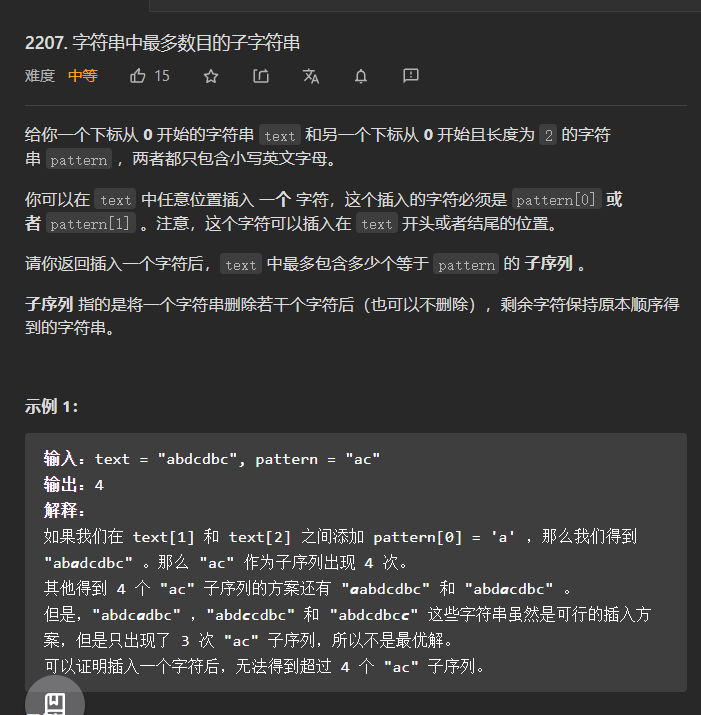 2207. 字符串中最多数目的子字符串
难度 中等 15
给你一个下标从 0 开始的字符串 text 和另一个下标从 0 开始且长度为 2 的字符
串 pattern ，两者都只包含小写英文字母。
你可以在 text 中任意位置插入 一个 字符，这个插入的字符必须是 pattern[0] 或
者 pattern[1] 。注意，这个字符可以插入在 text 开头或者结尾的位置。
请你返回插入一个字符后，text 中最多包含多少个等于 pattern 的 子序列 。
子序列 指的是将一个字符串删除若干个字符后（也可以不删除），剩余字符保持原本顺序得
到的字符串。
示例 1：
输入：text = "abdcdbc", pattern = "ac"
输出：4
解释：
如果我们在 text[1] 和 text[2] 之间添加 pattern[0] = 'a' ，那么我们得到
"abadcdbc" 。那么 "ac" 作为子序列出现 4 次。
其他得到 4 个 "ac" 子序列的方案还有 "aabdcdbc" 和 "abdacdbc" 。
但是，"abdcadbc" ，"abdccdbc" 和 "abdcdbcc" 这些字符串虽然是可行的插入方
案，但是只出现了 3 次 "ac" 子序列，所以不是最优解。
可以证明插入一个字符后，无法得到超过 4 个 "ac" 子序列。